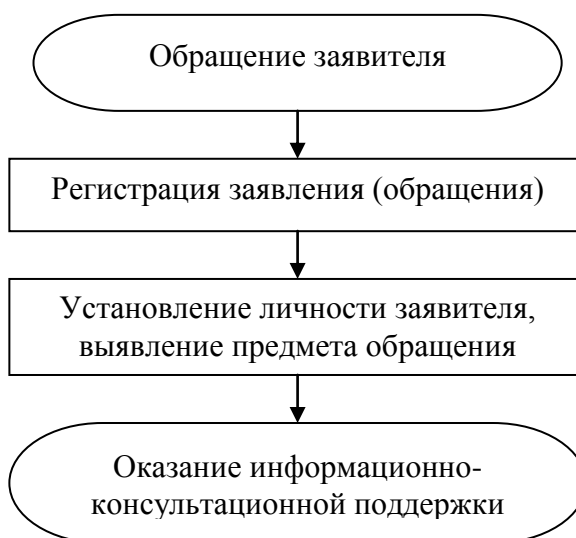 Обращение заявителя
Регистрация заявления (обращения)
Установление личности заявителя,
выявление предмета обращения
Оказание информационно-
консультационной поддержки